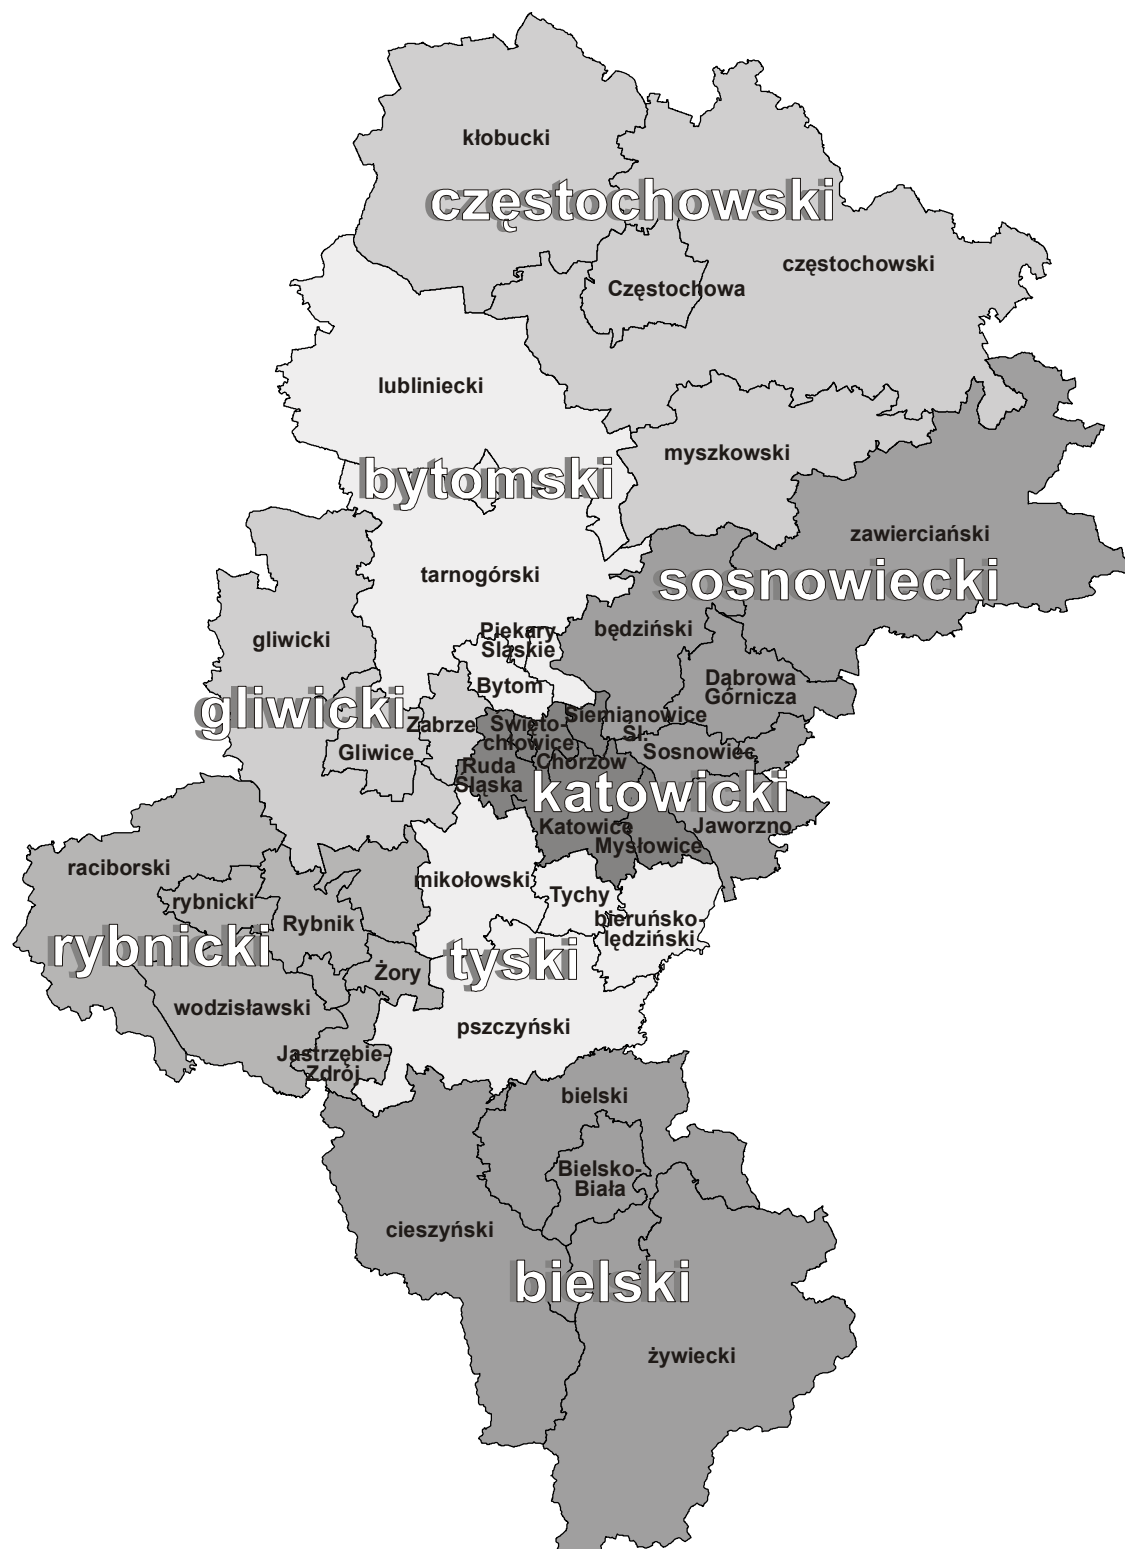 kłobucki
częstochowski
częstochowski
Częstochowa
lubliniecki
myszkowski
bytomski
zawierciański
tarnogórski
sosnowiecki
Piekary
Śląskie
będziński
gliwicki
Bytom
Dąbrowa
Górnicza
gliwicki
Zabrze
Święto-
chłowice
Siemianowice
Śl.
Gliwice
Sosnowiec
Chorzów
Ruda
Śląska
katowicki
Katowice
Jaworzno
Mysłowice
raciborski
mikołowski
Tychy
rybnicki
Rybnik
bieruńsko-
lędziński
rybnicki
tyski
Żory
wodzisławski
pszczyński
Jastrzębie-
Zdrój
bielski
Bielsko-
Biała
cieszyński
bielski
żywiecki